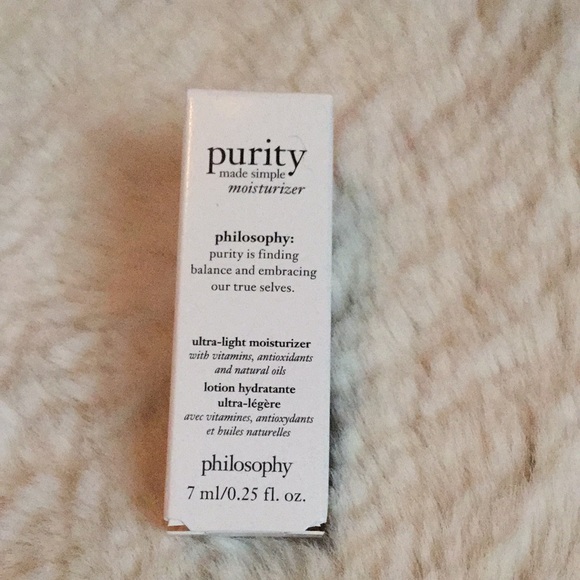 purity
made simple
moisturizer
philosophy:
purity is finding
balance and embracing
our true selves.
ultra-light moisturizer
with vitamins, antioxidants
and natural oils
lotion hydratante
ultra-légère
avec vitamines, antioxydants
et huiles naturelles
philosophy
7 ml/0.25 fl. oz.